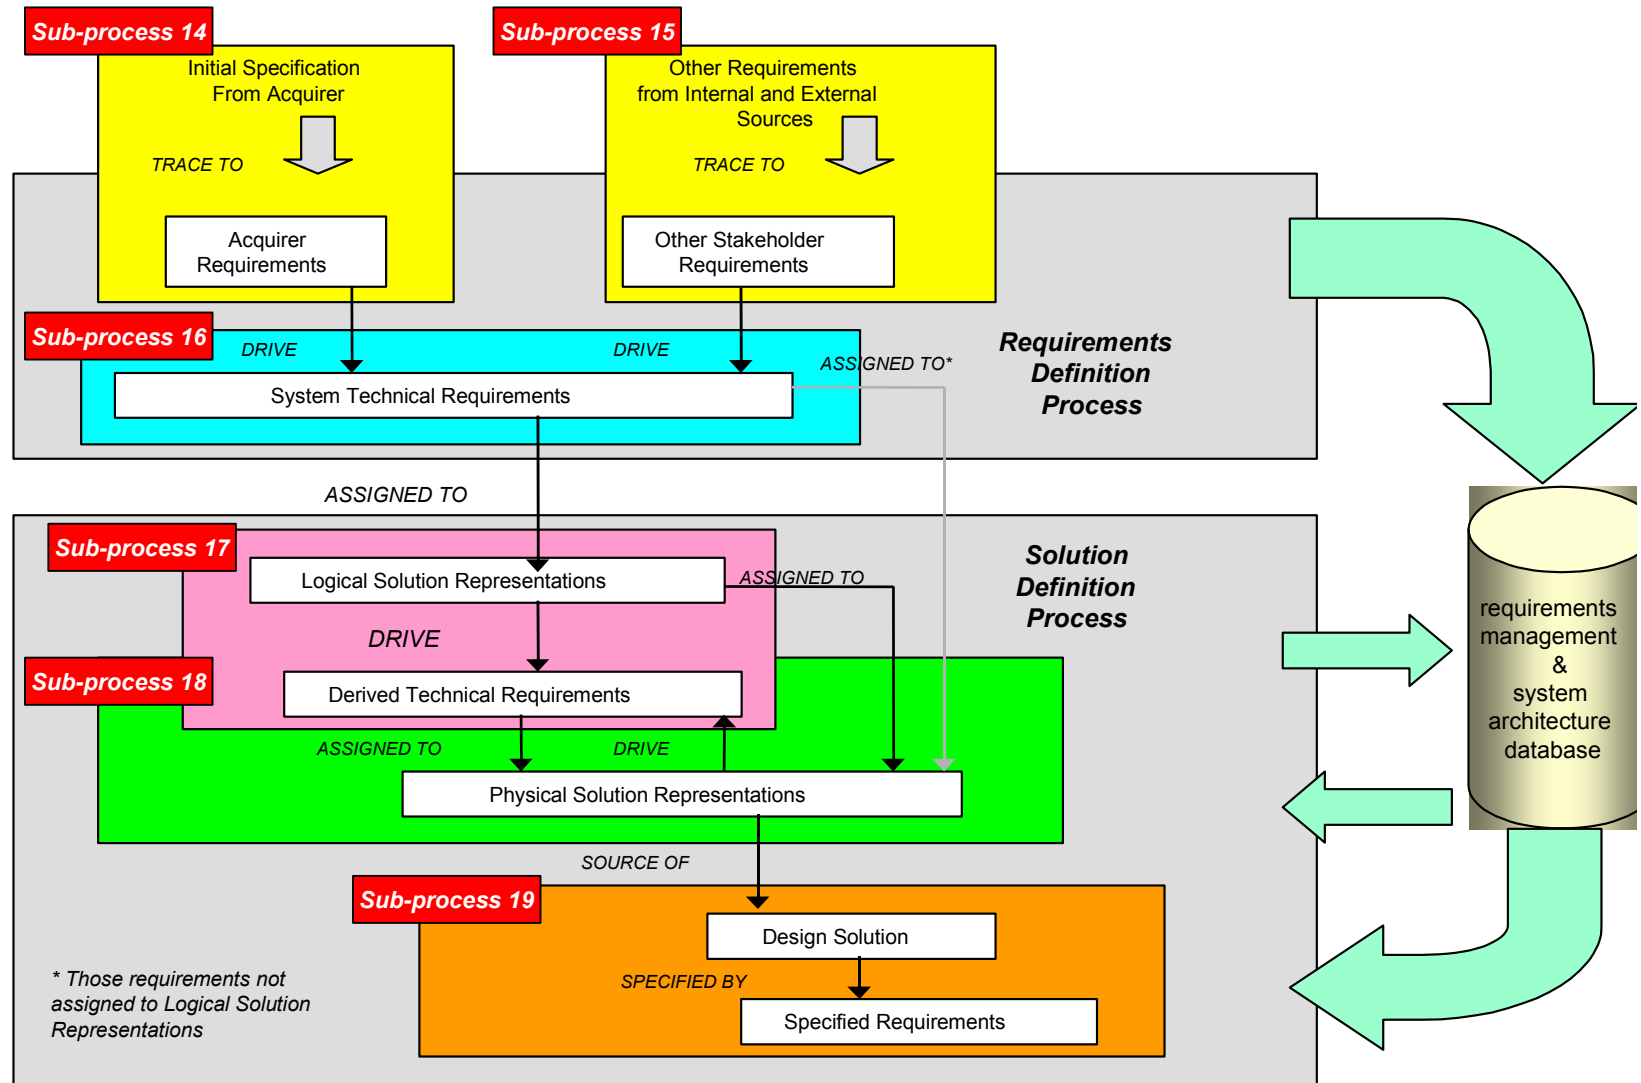 Sub-process 14
Initial Specification
From Acquirer
TRACE TO
Acquirer
Requirements
Sub-process 15
Other Requirements
from Internal and External
Sources
TRACE TO
Other Stakeholder
Requirements
Sub-process 16
DRIVE
DRIVE
ASSIGNED TO*
System Technical Requirements
Requirements
Definition
Process
ASSIGNED TO
Sub-process 17
Logical Solution Representations
ASSIGNED TO
Solution
Definition
Process
DRIVE
Sub-process 18
Derived Technical Requirements
ASSIGNED TO
DRIVE
Physical Solution Representations
SOURCE OF
Sub-process 19
Design Solution
SPECIFIED BY
Specified Requirements
* Those requirements not
assigned to Logical Solution
Representations
requirements
management
&
system
architecture
database